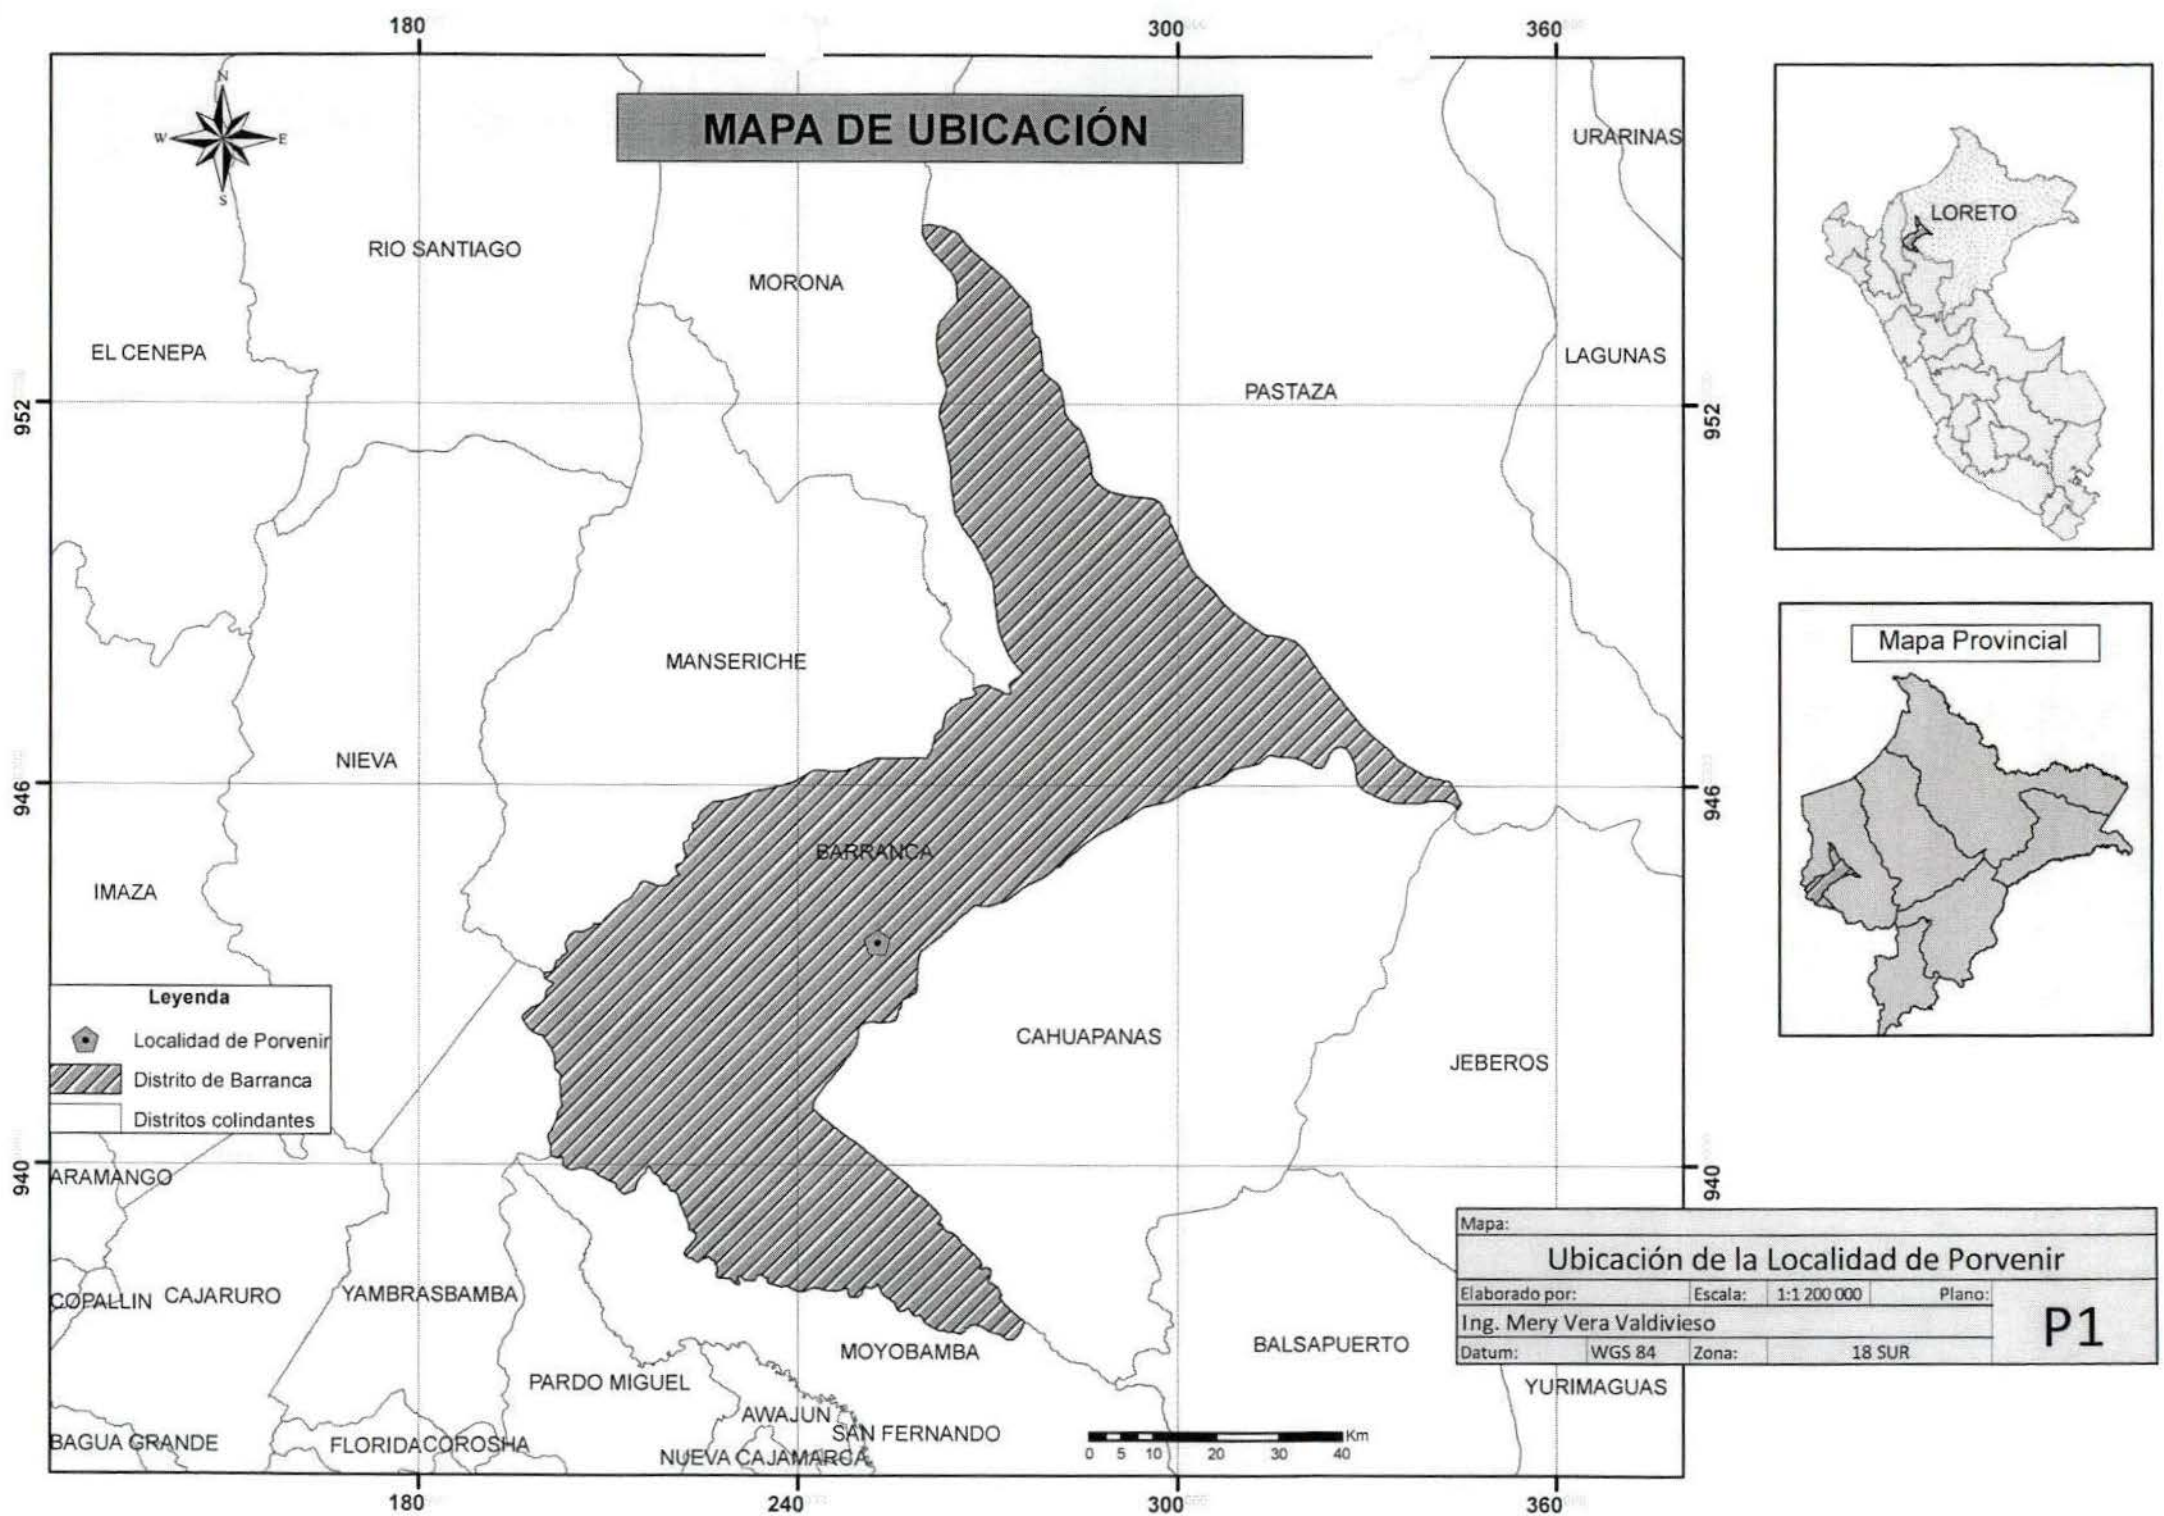 180
300
360
N
W
E
S
MAPA DE UBICACIÓN
URARINAS
RIO SANTIAGO
MORONA
LORETO
EL CENEPA
LAGUNAS
PASTAZA
952
952
Mapa Provincial
MANSERICHE
NIEVA
946
946
BARRANCA
IMAZA
Leyenda
Localidad de Porvenir
Distrito de Barranca
Distritos colindantes
CAHUAPANAS
JEBEROS
940
940
ARAMANGO
COPALLIN
CAJARURO
YAMBRASBAMBA
MOYOBAMBA
BALSAPUERTO
PARDO MIGUEL
YURIMAGUAS
AWAJUN
SAN FERNANDO
BAGUA GRANDE
FLORIDA
COROSHA
NUEVA CAJAMARCA
Km
0 5 10 20 30 40
180
240
300
360
Mapa:
Ubicación de la Localidad de Porvenir
Elaborado por: Escala: 1:1 200 000 Plano:
Ing. Mery Vera Valdivieso
P1
Datum: WGS 84 Zona: 18 SUR